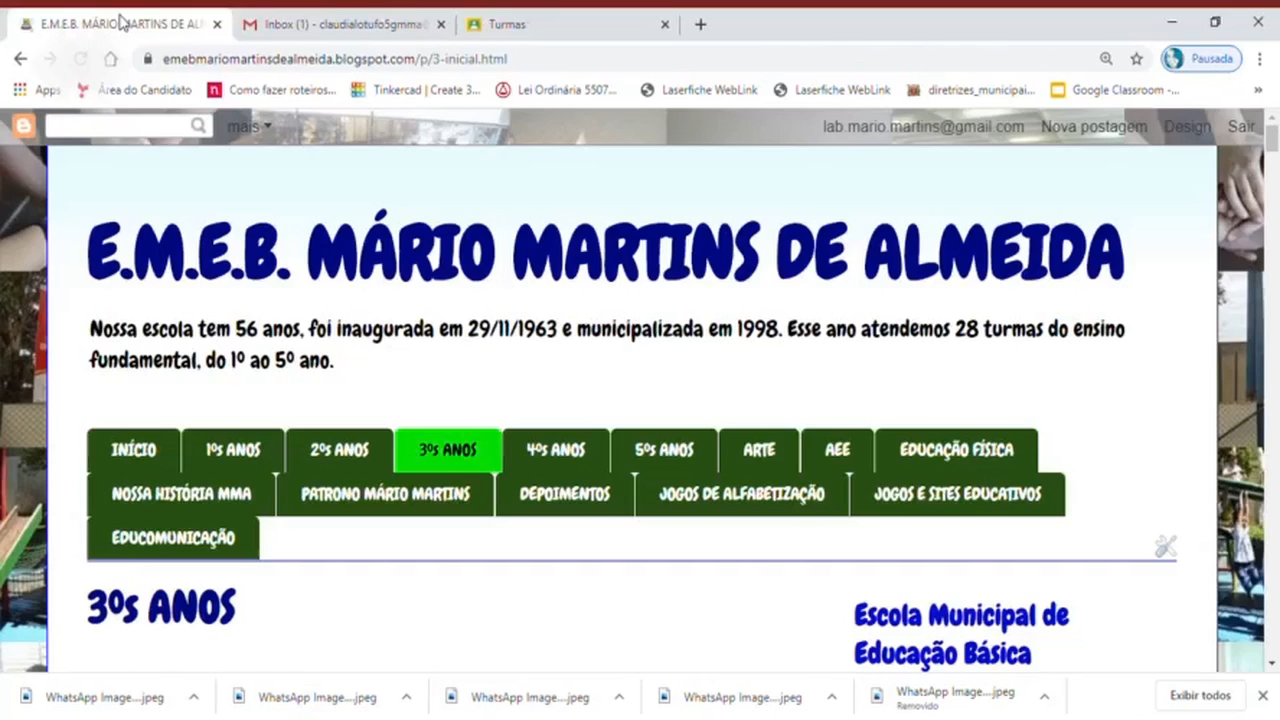 E.M.E.B. MÁRIO MARTINS DE AL
Inbox (1) - claudialotufo5gmma@
Turmas
emebmariomartinsdealmeida.blogspot.com/p/3-inicial.html
Pausada
Apps
Área do Candidato
Como fazer roteiros...
Tinkercad | Create 3...
Lei Ordinária 5507...
Laserfiche WebLink
Laserfiche WebLink
diretrizes_municipai...
Google Classroom -...
mais
lab.mario.martins@gmail.com Nova postagem Design Sair
E.M.E.B. MÁRIO MARTINS DE ALMEIDA
Nossa escola tem 56 anos, foi inaugurada em 29/11/1963 e municipalizada em 1998. Esse ano atendemos 28 turmas do ensino
fundamental, do 1º ao 5º ano.
INÍCIO 1ºs ANOS 2ºs ANOS 3ºs ANOS 4ºs ANOS 5ºs ANOS ARTE AEE EDUCAÇÃO FÍSICA
NOSSA HISTÓRIA MMA PATRONO MÁRIO MARTINS DEPOIMENTOS JOGOS DE ALFABETIZAÇÃO JOGOS E SITES EDUCATIVOS
EDUCOMUNICAÇÃO
3ºs ANOS
Escola Municipal de
Educação Básica
WhatsApp Image....jpeg
WhatsApp Image....jpeg
WhatsApp Image....jpeg
WhatsApp Image....jpeg
WhatsApp Image....jpeg
Removido
Exibir todos